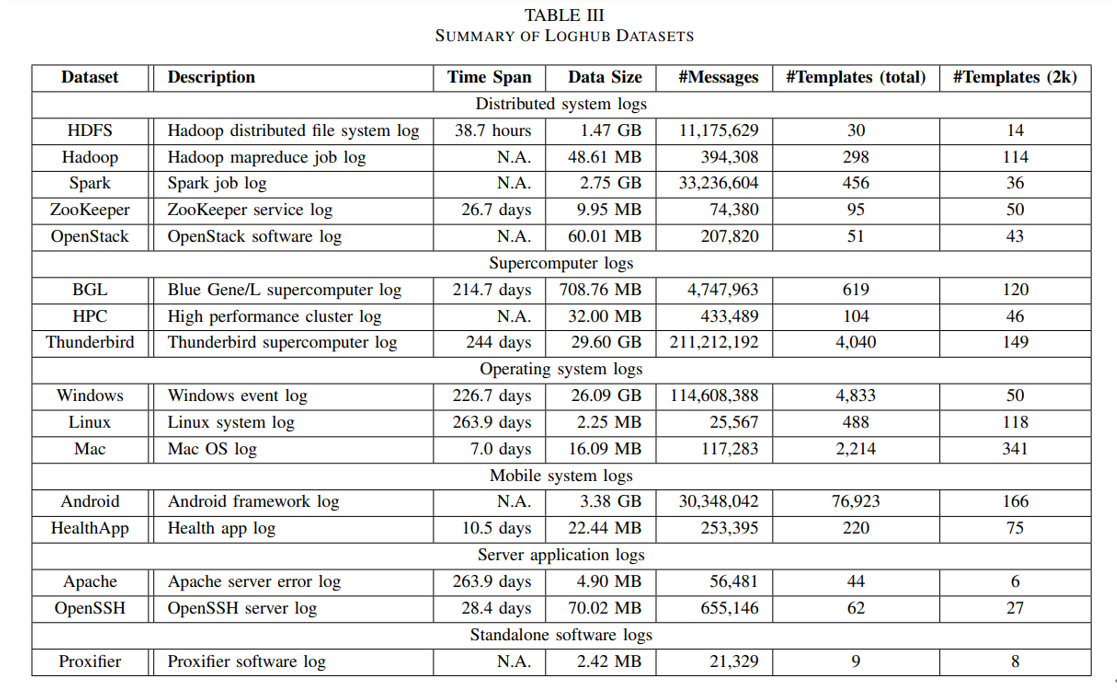 TABLE III
SUMMARY OF LOGHUB DATASETS
Dataset Description Time Span Data Size #Messages #Templates (total) #Templates (2k)
Distributed system logs
HDFS Hadoop distributed file system log 38.7 hours 1.47 GB 11,175,629 30 14
Hadoop Hadoop mapreduce job log N.A. 48.61 MB 394,308 298 114
Spark Spark job log N.A. 2.75 GB 33,236,604 456 36
ZooKeeper ZooKeeper service log 26.7 days 9.95 MB 74,380 95 50
OpenStack OpenStack software log N.A. 60.01 MB 207,820 51 43
Supercomputer logs
BGL Blue Gene/L supercomputer log 214.7 days 708.76 MB 4,747,963 619 120
HPC High performance cluster log N.A. 32.00 MB 433,489 104 46
Thunderbird Thunderbird supercomputer log 244 days 29.60 GB 211,212,192 4,040 149
Operating system logs
Windows Windows event log 226.7 days 26.09 GB 114,608,388 4,833 50
Linux Linux system log 263.9 days 2.25 MB 25,567 488 118
Mac Mac OS log 7.0 days 16.09 MB 117,283 2,214 341
Mobile system logs
Android Android framework log N.A. 3.38 GB 30,348,042 76,923 166
HealthApp Health app log 10.5 days 22.44 MB 253,395 220 75
Server application logs
Apache Apache server error log 263.9 days 4.90 MB 56,481 44 6
OpenSSH OpenSSH server log 28.4 days 70.02 MB 655,146 62 27
Standalone software logs
Proxifier Proxifier software log N.A. 2.42 MB 21,329 9 8